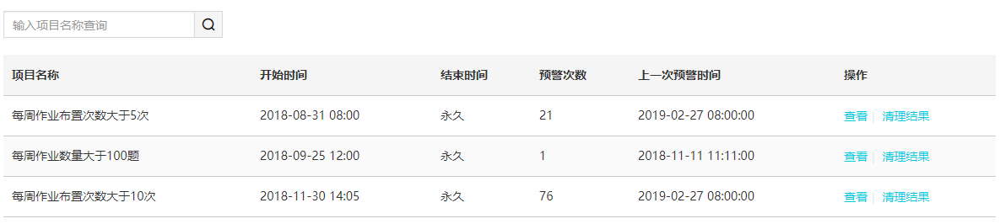 输入项目名称查询
项目名称 开始时间 结束时间 预警次数 上一次预警时间 操作
每周作业布置次数大于5次 2018-08-31 08:00 永久 21 2019-02-27 08:00:00 查看 | 清理结果
每周作业数量大于100题 2018-09-25 12:00 永久 1 2018-11-11 11:11:00 查看 | 清理结果
每周作业布置次数大于10次 2018-11-30 14:05 永久 76 2019-02-27 08:00:00 查看 | 清理结果